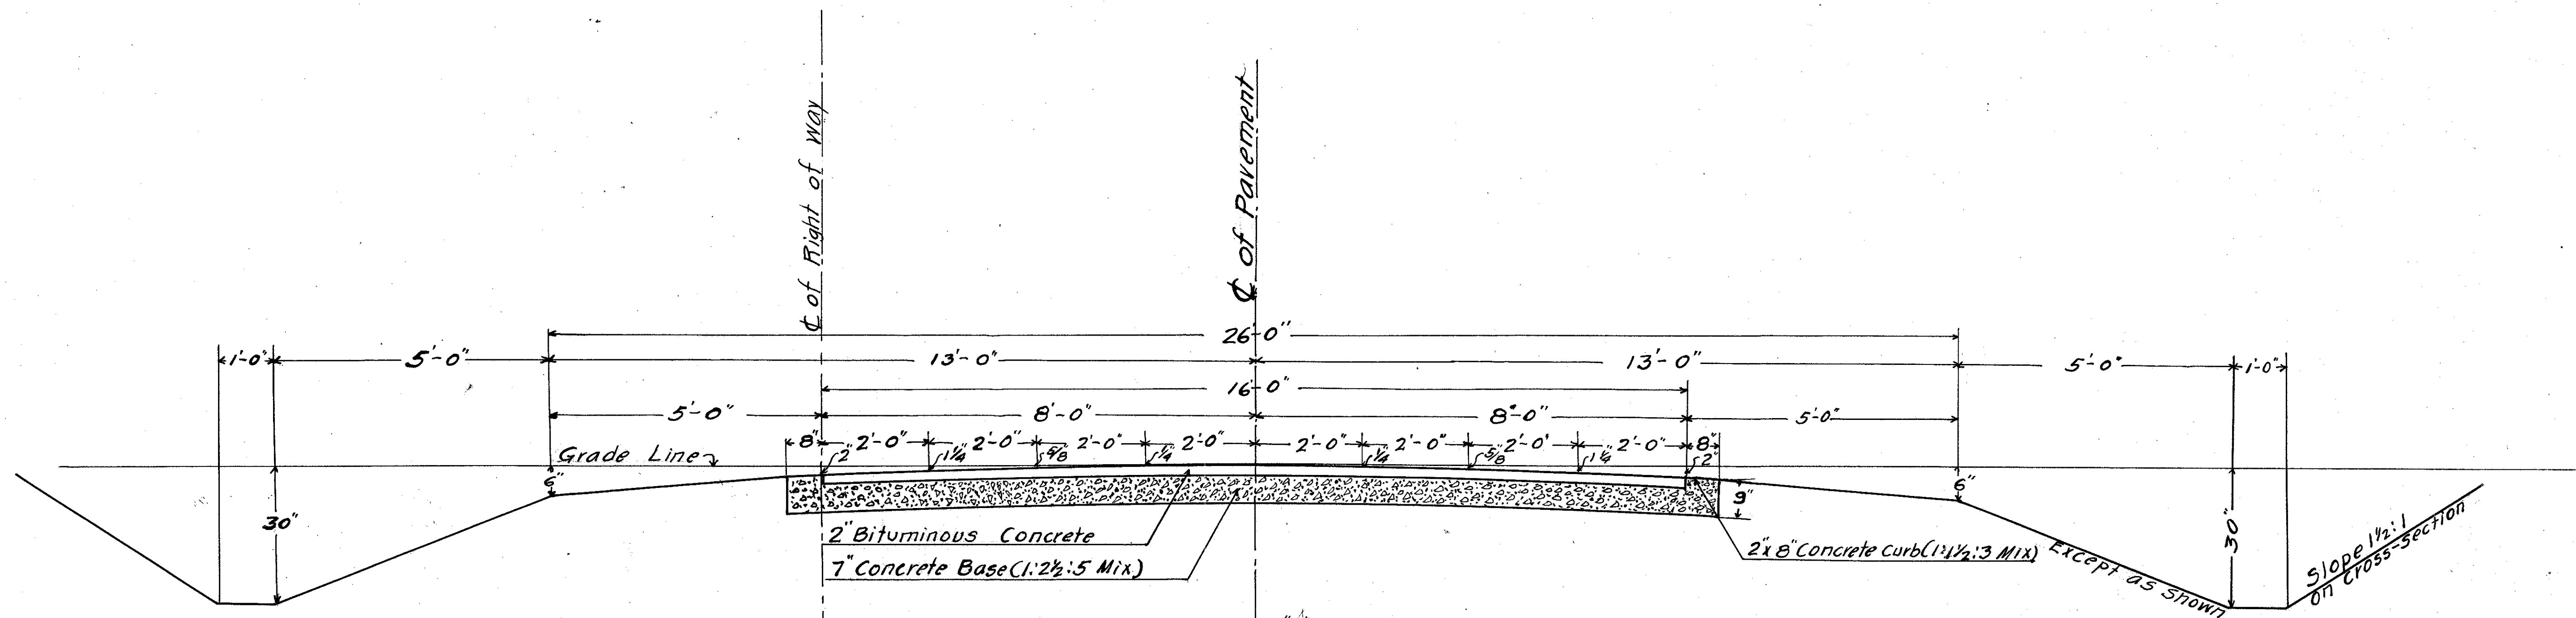 ℄ of Right of Way
℄ of Pavement
26'-0"
1'-0" 5'-0" 13'-0" 13'-0" 5'-0" 1'-0"
16'-0"
5'-0" 8'-0" 8'-0" 5'-0"
8" 2'-0" 2'-0" 2'-0" 2'-0" 2'-0" 2'-0" 2'-0' 2'-0" 8"
Grade Line
2" 1¼" 5/8" ¼" ¼" 5/8" 1¼" 2"
6" 9" 6"
30" 30"
2" Bituminous Concrete
7" Concrete Base (1:2½:5 Mix)
2"x8" Concrete Curb (1:1½:3 Mix)
Except as shown
Slope 1½:1
on cross-section